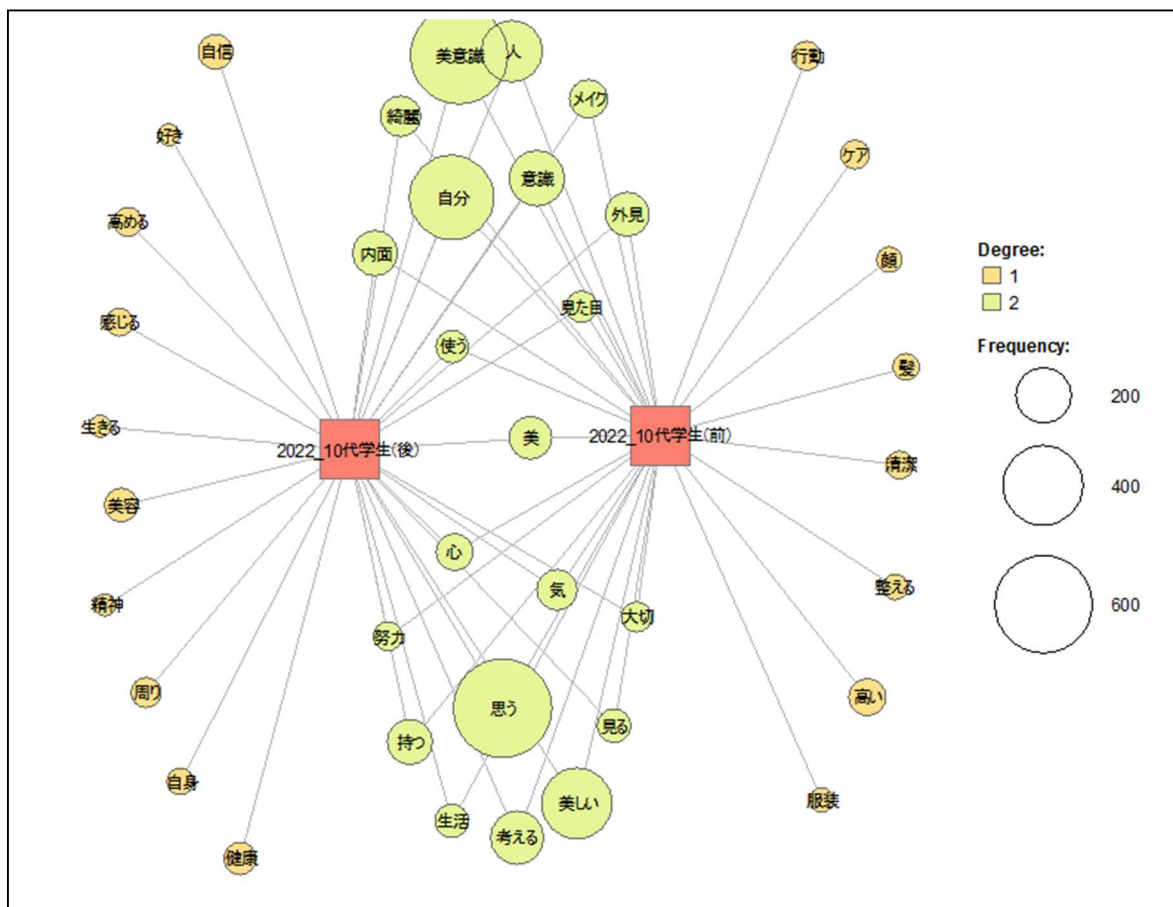 自信
美意識
人
行動
メイク
綺麗
好き
ケア
意識
自分
高める
外見
内面
顔
Degree:
1
2
感じる
見た目
使う
Frequency:
髪
200
生きる
美
2022_10代学生(後)
2022_10代学生(前)
清潔
400
美容
心
気
整える
精神
大切
600
努力
周り
高い
思う
持つ
見る
自身
服装
美しい
生活
考える
健康